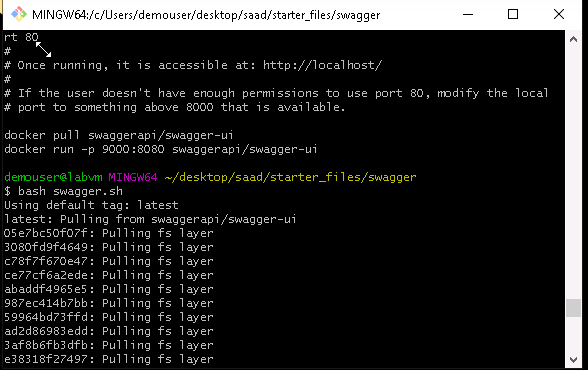 MINGW64:/c/Users/demouser/desktop/saad/starter_files/swagger
rt 80
#
# Once running, it is accessible at: http://localhost/
#
# If the user doesn't have enough permissions to use port 80, modify the local
# port to something above 8000 that is available.
docker pull swaggerapi/swagger-ui
docker run -p 9000:8080 swaggerapi/swagger-ui
demouser@labvm MINGW64 ~/desktop/saad/starter_files/swagger
$ bash swagger.sh
Using default tag: latest
latest: Pulling from swaggerapi/swagger-ui
05e7bc50f07f: Pulling fs layer
3080fd9f4649: Pulling fs layer
c78f7f670e47: Pulling fs layer
ce77cf6a2ede: Pulling fs layer
abaddf4965e5: Pulling fs layer
987ec414b7bb: Pulling fs layer
59964bd73ffd: Pulling fs layer
ad2d86983edd: Pulling fs layer
3af8b6fb3dfb: Pulling fs layer
e38318f27497: Pulling fs layer